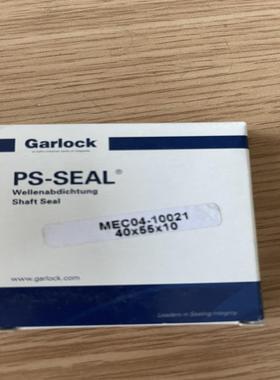 Garlock
PS-SEAL®
Wellenabdichtung
Shaft Seal
MEC04-10021
40x55x10
www.garlock.com
Leaders in Sealing Integrity